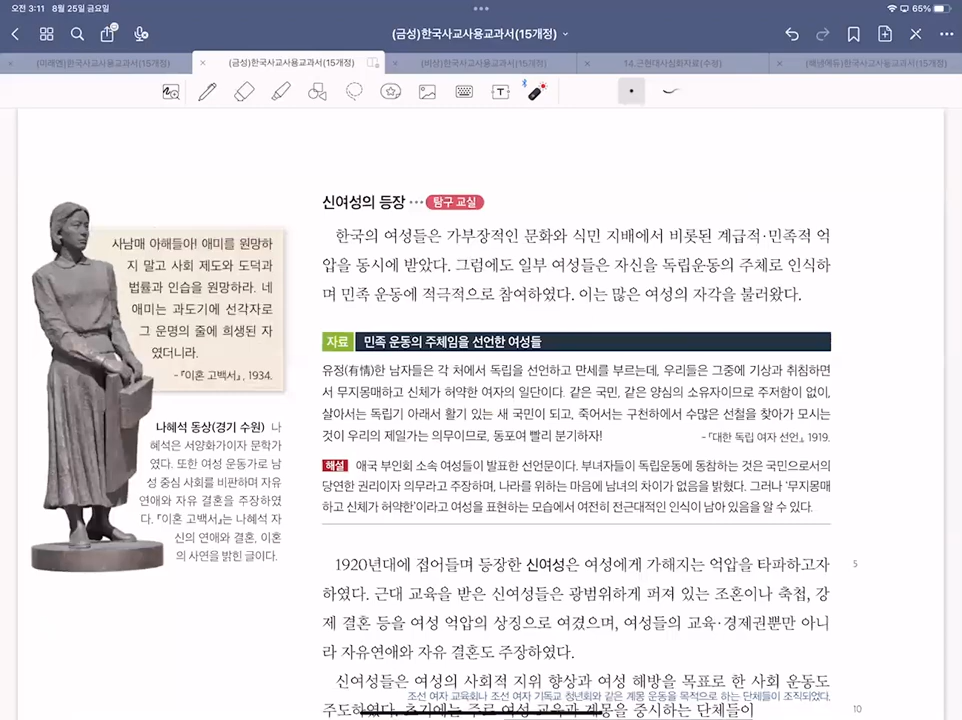 오전 3:11 8월 25일 금요일
65%
(금성)한국사교사용교과서(15개정)
(미래엔)한국사교사용교과서(15개정)
(금성)한국사교사용교과서(15개정)
(비상)한국사교사용교과서(15개정)
14.근현대사심화자료(수정)
(해냄에듀)한국사교사용교과서(15개정)
신여성의 등장 ••• 탐구 교실
한국의 여성들은 가부장적인 문화와 식민 지배에서 비롯된 계급적·민족적 억
압을 동시에 받았다. 그럼에도 일부 여성들은 자신을 독립운동의 주체로 인식하
며 민족 운동에 적극적으로 참여하였다. 이는 많은 여성의 자각을 불러왔다.
사남매 아해들아! 애미를 원망하
지 말고 사회 제도와 도덕과
법률과 인습을 원망하라. 네
애미는 과도기에 선각자로
그 운명의 줄에 희생된 자
였더니라.
-『이혼 고백서』, 1934.
나혜석 동상(경기 수원) 나
혜석은 서양화가이자 문학가
였다. 또한 여성 운동가로 남
성 중심 사회를 비판하며 자유
연애와 자유 결혼을 주장하였
다. 『이혼 고백서』는 나혜석 자
신의 연애와 결혼, 이혼
의 사연을 밝힌 글이다.
자료 민족 운동의 주체임을 선언한 여성들
유정(有情)한 남자들은 각 처에서 독립을 선언하고 만세를 부르는데, 우리들은 그중에 기상과 취침하면
서 무지몽매하고 신체가 허약한 여자의 일단이다. 같은 국민, 같은 양심의 소유자이므로 주저함이 없이,
살아서는 독립기 아래서 활기 있는 새 국민이 되고, 죽어서는 구천하에서 수많은 선철을 찾아가 모시는
것이 우리의 제일가는 의무이므로, 동포여 빨리 분기하자!
-『대한 독립 여자 선언』, 1919.
해설 애국 부인회 소속 여성들이 발표한 선언문이다. 부녀자들이 독립운동에 동참하는 것은 국민으로서의
당연한 권리이자 의무라고 주장하며, 나라를 위하는 마음에 남녀의 차이가 없음을 밝혔다. 그러나 '무지몽매
하고 신체가 허약한'이라고 여성을 표현하는 모습에서 여전히 전근대적인 인식이 남아 있음을 알 수 있다.
1920년대에 접어들며 등장한 신여성은 여성에게 가해지는 억압을 타파하고자
5
하였다. 근대 교육을 받은 신여성들은 광범위하게 퍼져 있는 조혼이나 축첩, 강
제 결혼 등을 여성 억압의 상징으로 여겼으며, 여성들의 교육·경제권뿐만 아니
라 자유연애와 자유 결혼도 주장하였다.
신여성들은 여성의 사회적 지위 향상과 여성 해방을 목표로 한 사회 운동도
조선 여자 교육회나 조선 여자 기독교 청년회와 같은 계몽 운동을 목적으로 하는 단체들이 조직되었다.
주도하였다. 초기에는 주로 여성 교육과 계몽을 중시하는 단체들이
10